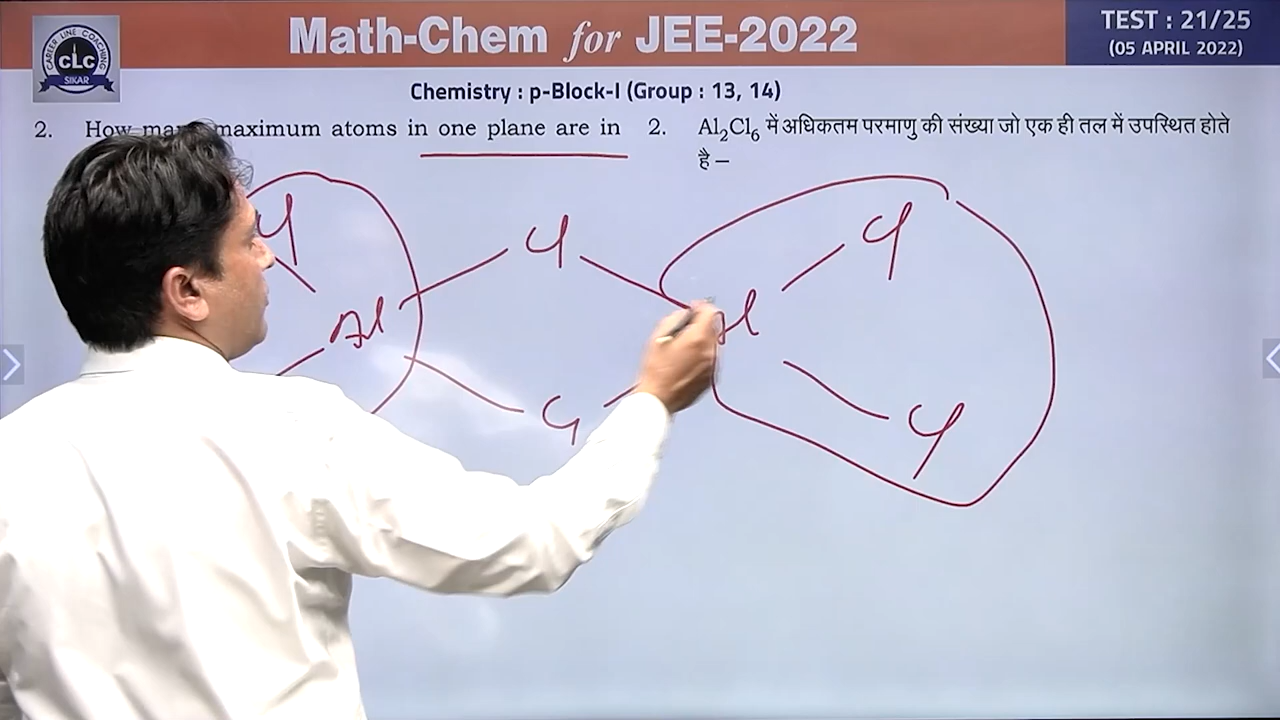 CAREER LINE COACHING
CLC
SIKAR
Math-Chem for JEE-2022
TEST : 21/25
(05 APRIL 2022)
Chemistry : p-Block-I (Group : 13, 14)
2. How many maximum atoms in one plane are in
2. Al₂Cl₆ में अधिकतम परमाणु की संख्या जो एक ही तल में उपस्थित होते
है –
Cl Cl Cl
Al Al
Cl Cl